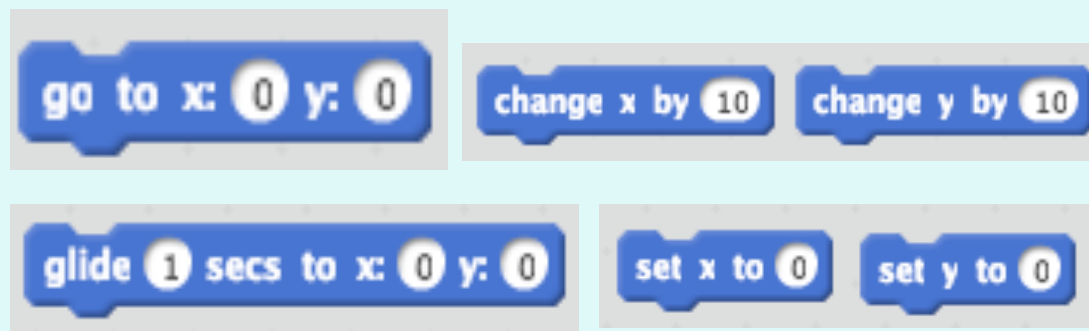 go to x: 0 y: 0
change x by 10 change y by 10
glide 1 secs to x: 0 y: 0
set x to 0 set y to 0